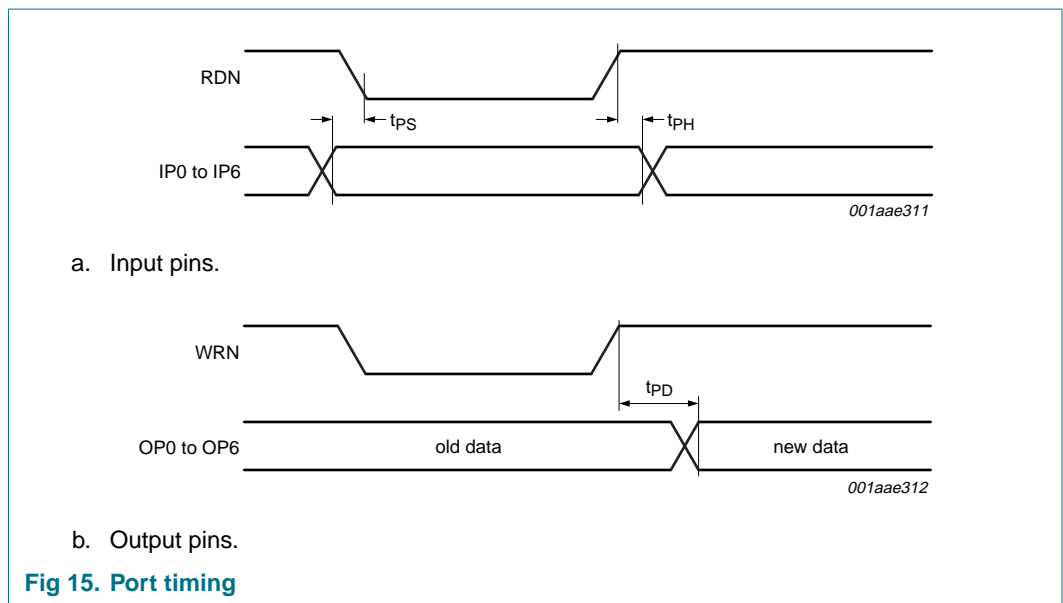 RDN
tPS
tPH
IP0 to IP6
001aae311
a. Input pins.
WRN
tPD
OP0 to OP6
old data
new data
001aae312
b. Output pins.
Fig 15. Port timing